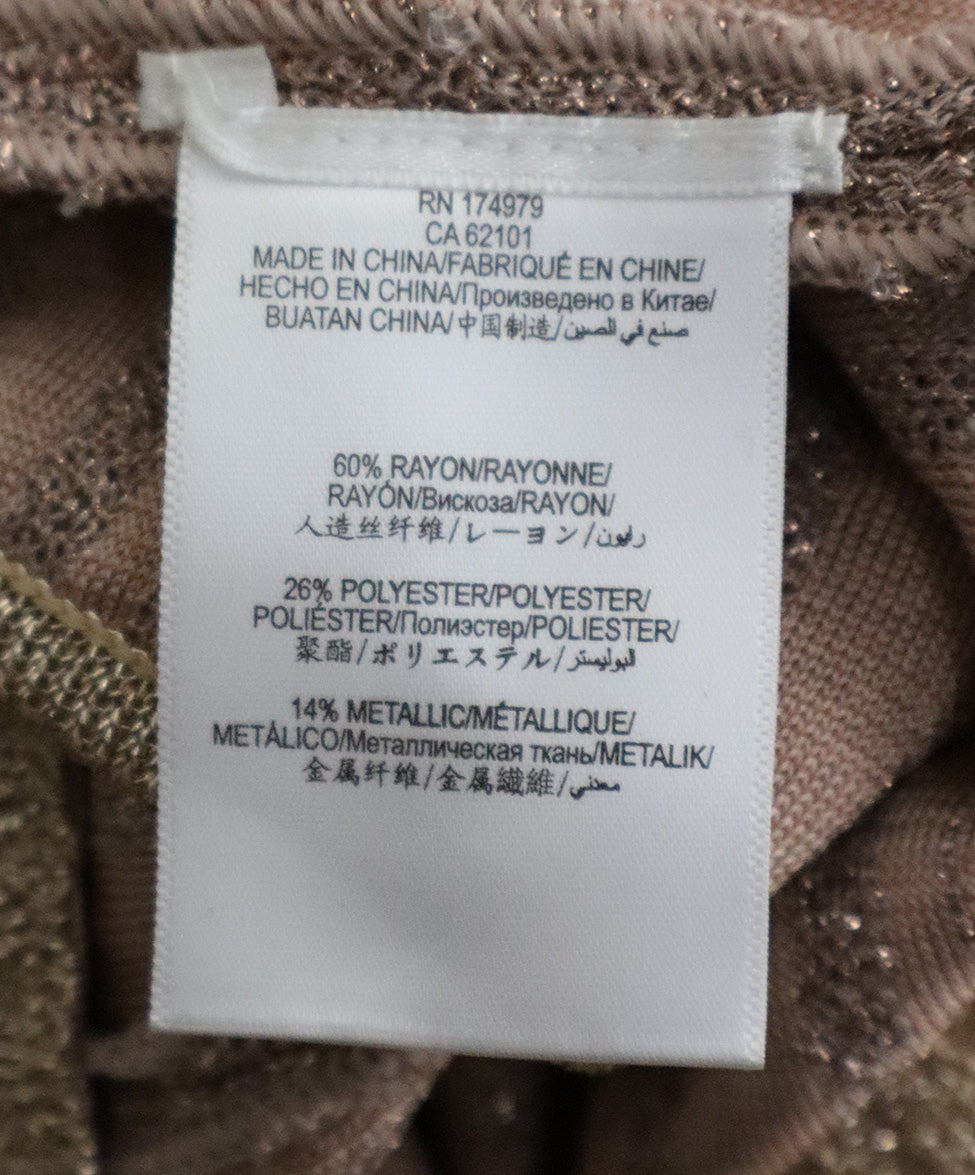 RN 174979
CA 62101
MADE IN CHINA/FABRIQUÉ EN CHINE/
HECHO EN CHINA/Произведено в Китае/
BUATAN CHINA/中国制造/صنع في الصين
60% RAYON/RAYONNE/
RAYÓN/Вискоза/RAYON/
人造丝纤维/レーヨン/رايون
26% POLYESTER/POLYESTER/
POLIÉSTER/Полиэстер/POLIESTER/
聚酯/ポリエステル/البوليستر
14% METALLIC/MÉTALLIQUE/
METÁLICO/Металлическая ткань/METALIK/
金属纤维/金属繊維/معدني